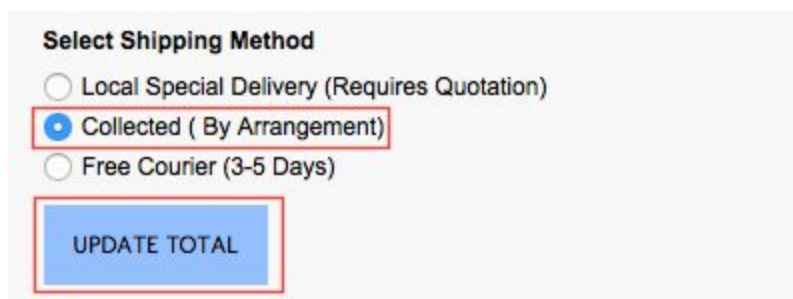 Select Shipping Method
Local Special Delivery (Requires Quotation)
Collected ( By Arrangement)
Free Courier (3-5 Days)
UPDATE TOTAL